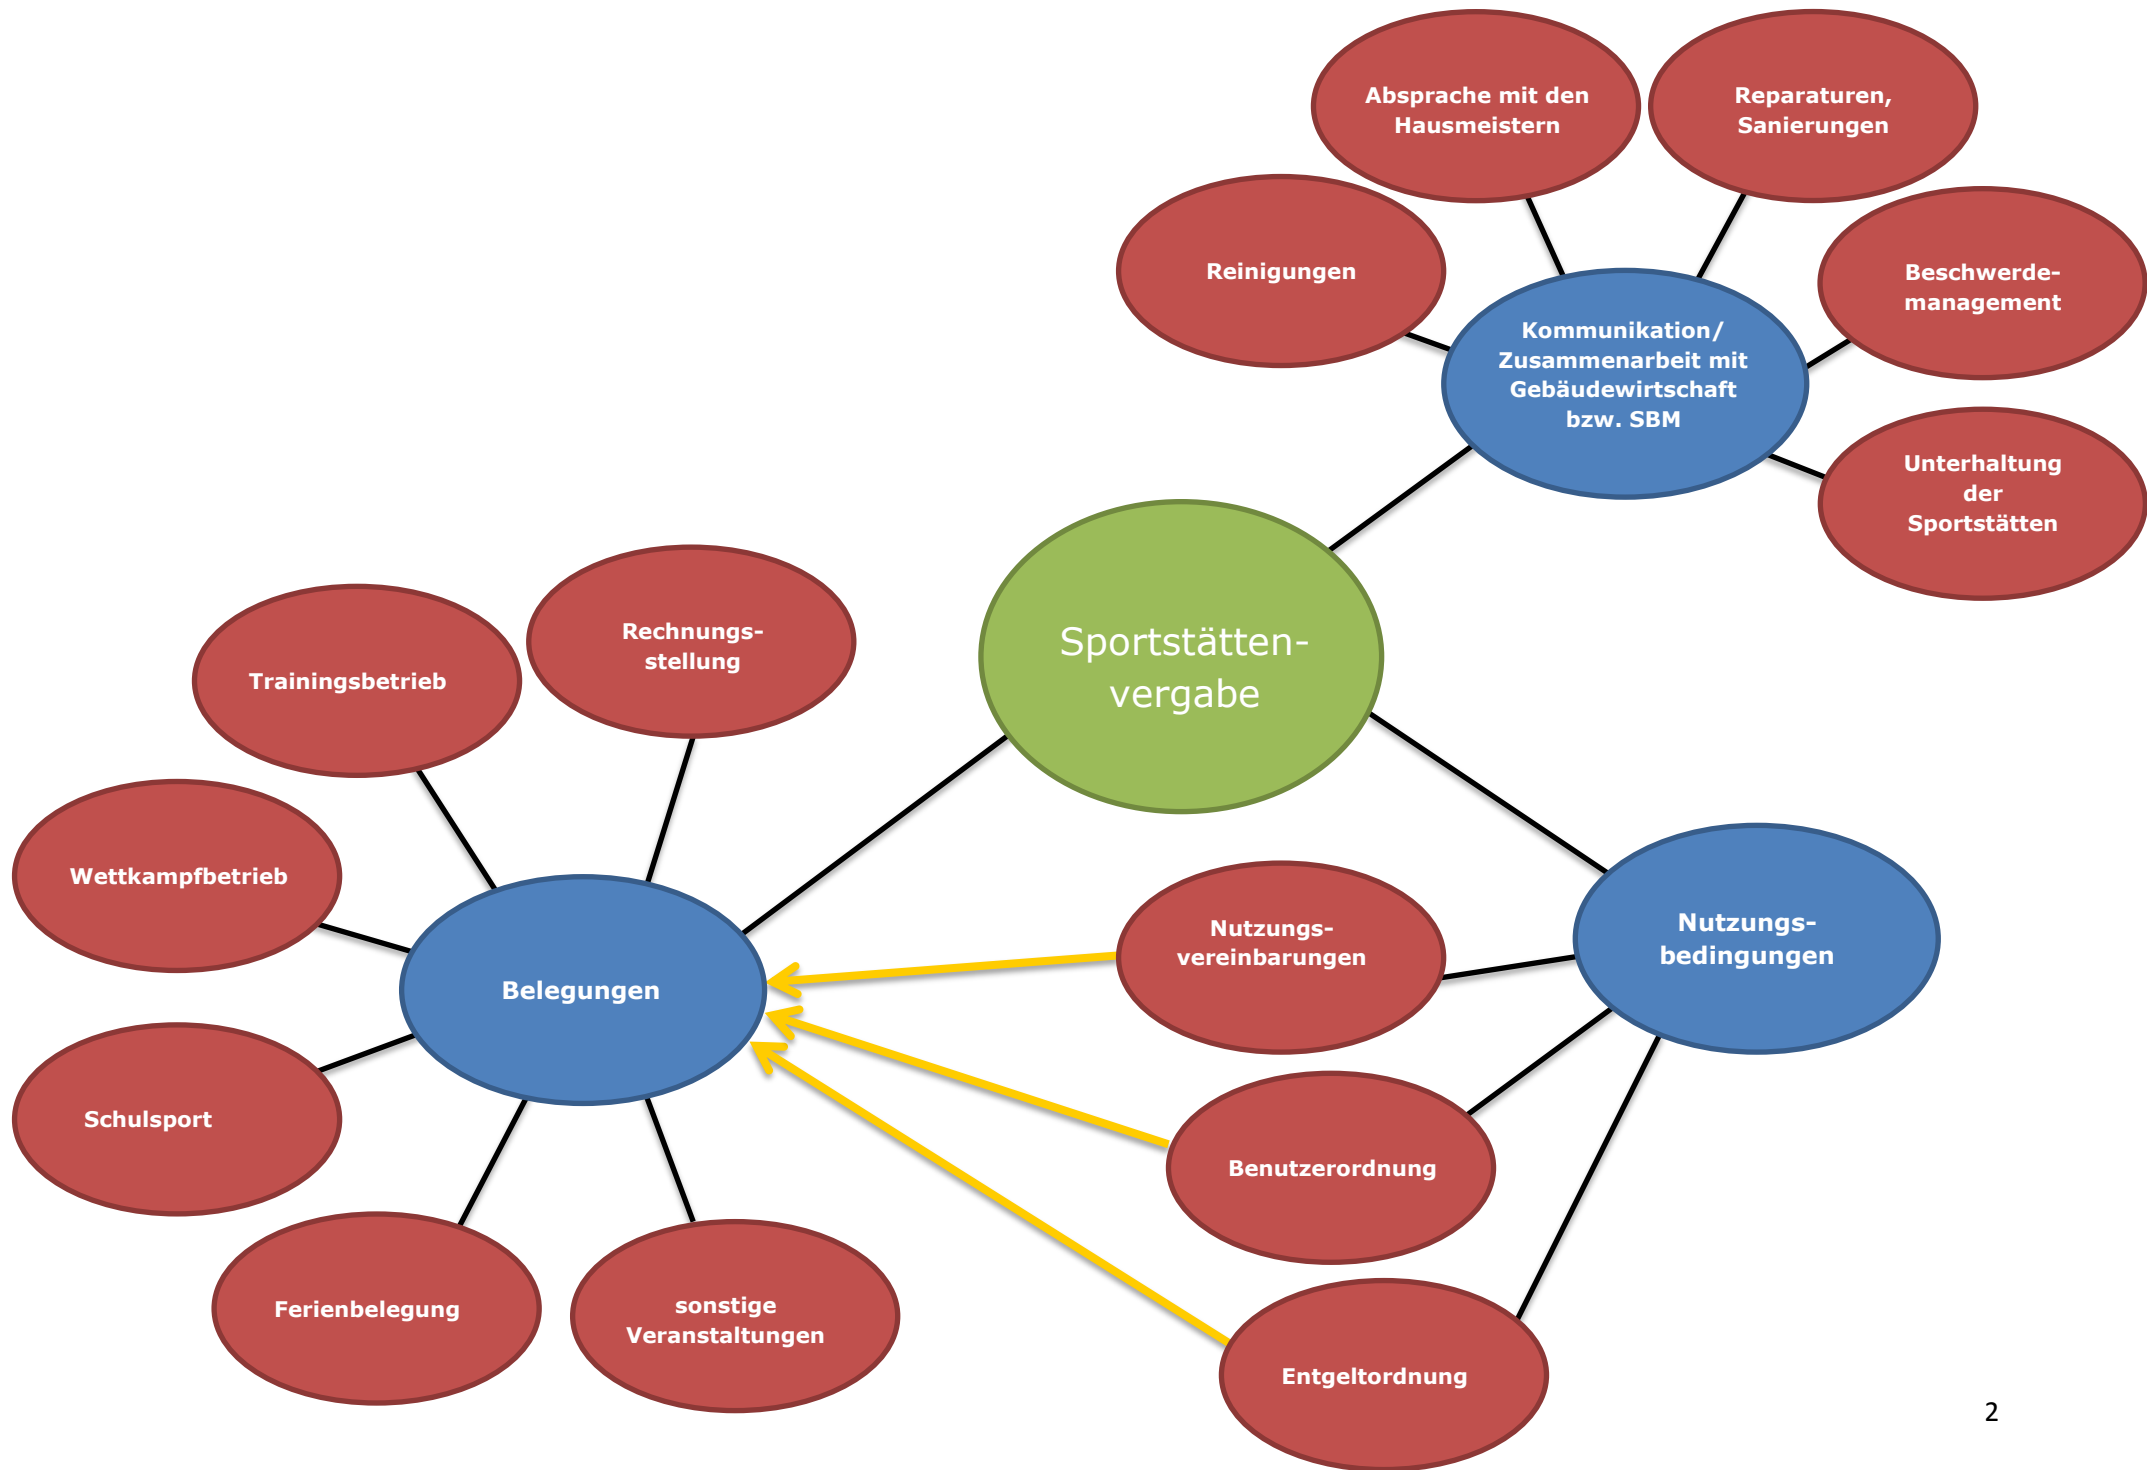 Absprache mit den
Hausmeistern
Reparaturen,
Sanierungen
Reinigungen
Beschwerde-
management
Kommunikation/
Zusammenarbeit mit
Gebäudewirtschaft
bzw. SBM
Unterhaltung
der
Sportstätten
Sportstätten-
vergabe
Rechnungs-
stellung
Trainingsbetrieb
Wettkampfbetrieb
Belegungen
Nutzungs-
vereinbarungen
Nutzungs-
bedingungen
Schulsport
Benutzerordnung
Ferienbelegung
sonstige
Veranstaltungen
Entgeltordnung
2